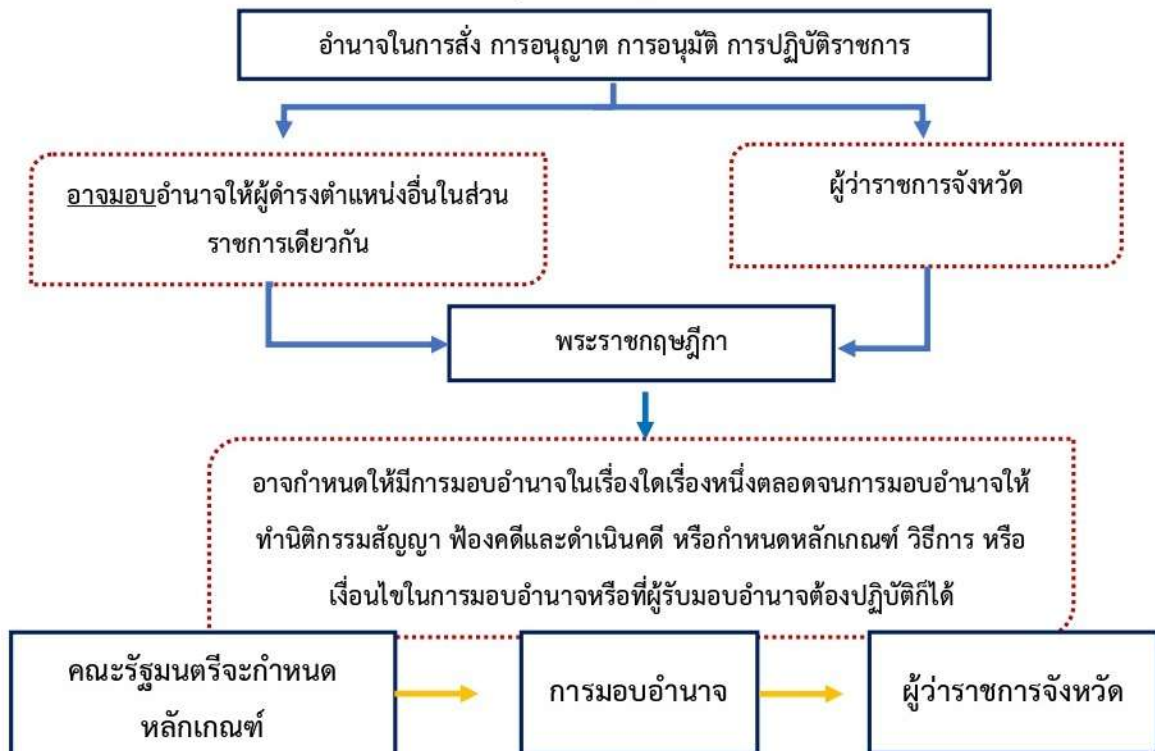 อำนาจในการสั่ง การอนุญาต การอนุมัติ การปฏิบัติราชการ
อาจมอบอำนาจให้ผู้ดำรงตำแหน่งอื่นในส่วน
ราชการเดียวกัน
ผู้ว่าราชการจังหวัด
พระราชกฤษฎีกา
อาจกำหนดให้มีการมอบอำนาจในเรื่องใดเรื่องหนึ่งตลอดจนการมอบอำนาจให้
ทำนิติกรรมสัญญา ฟ้องคดีและดำเนินคดี หรือกำหนดหลักเกณฑ์ วิธีการ หรือ
เงื่อนไขในการมอบอำนาจหรือที่ผู้รับมอบอำนาจต้องปฏิบัติก็ได้
คณะรัฐมนตรีจะกำหนด
หลักเกณฑ์
การมอบอำนาจ
ผู้ว่าราชการจังหวัด